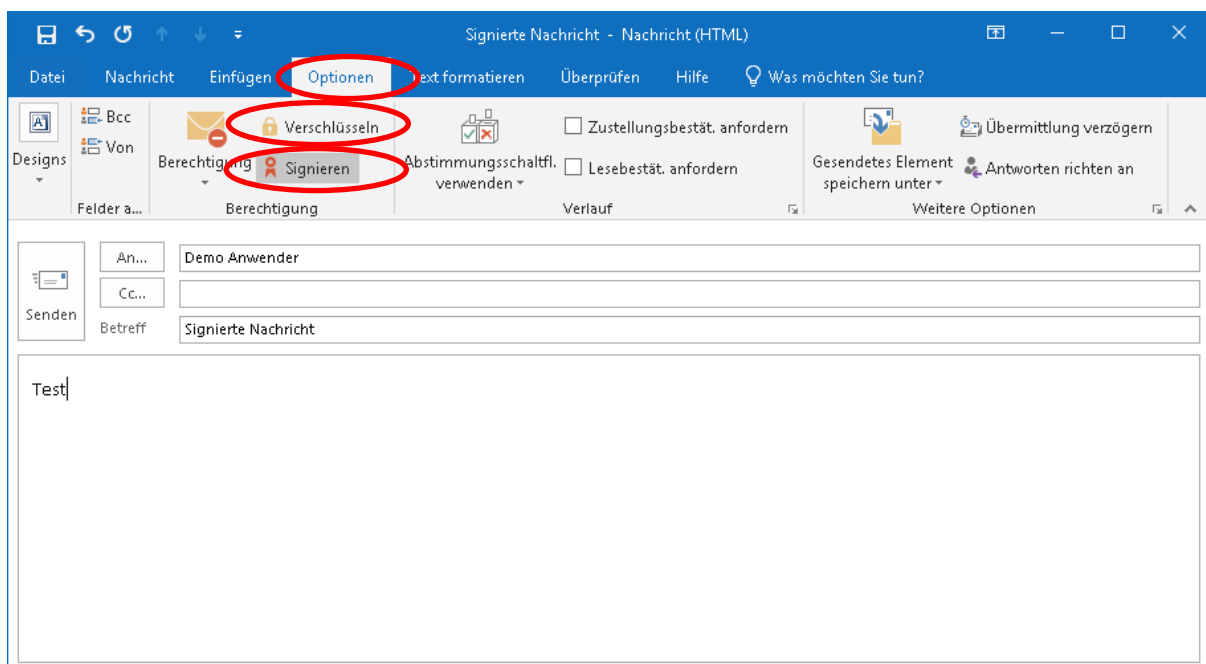 Signierte Nachricht - Nachricht (HTML)
Datei Nachricht Einfügen Optionen Text formatieren Überprüfen Hilfe Was möchten Sie tun?
Designs
Bcc
Von
Felder a...
Berechtigung
Verschlüsseln
Signieren
Berechtigung
Abstimmungsschaltfl.
verwenden
Zustellungsbestät. anfordern
Lesebestät. anfordern
Verlauf
Gesendetes Element
speichern unter
Übermittlung verzögern
Antworten richten an
Weitere Optionen
Senden
An... Demo Anwender
Cc...
Betreff Signierte Nachricht
Test